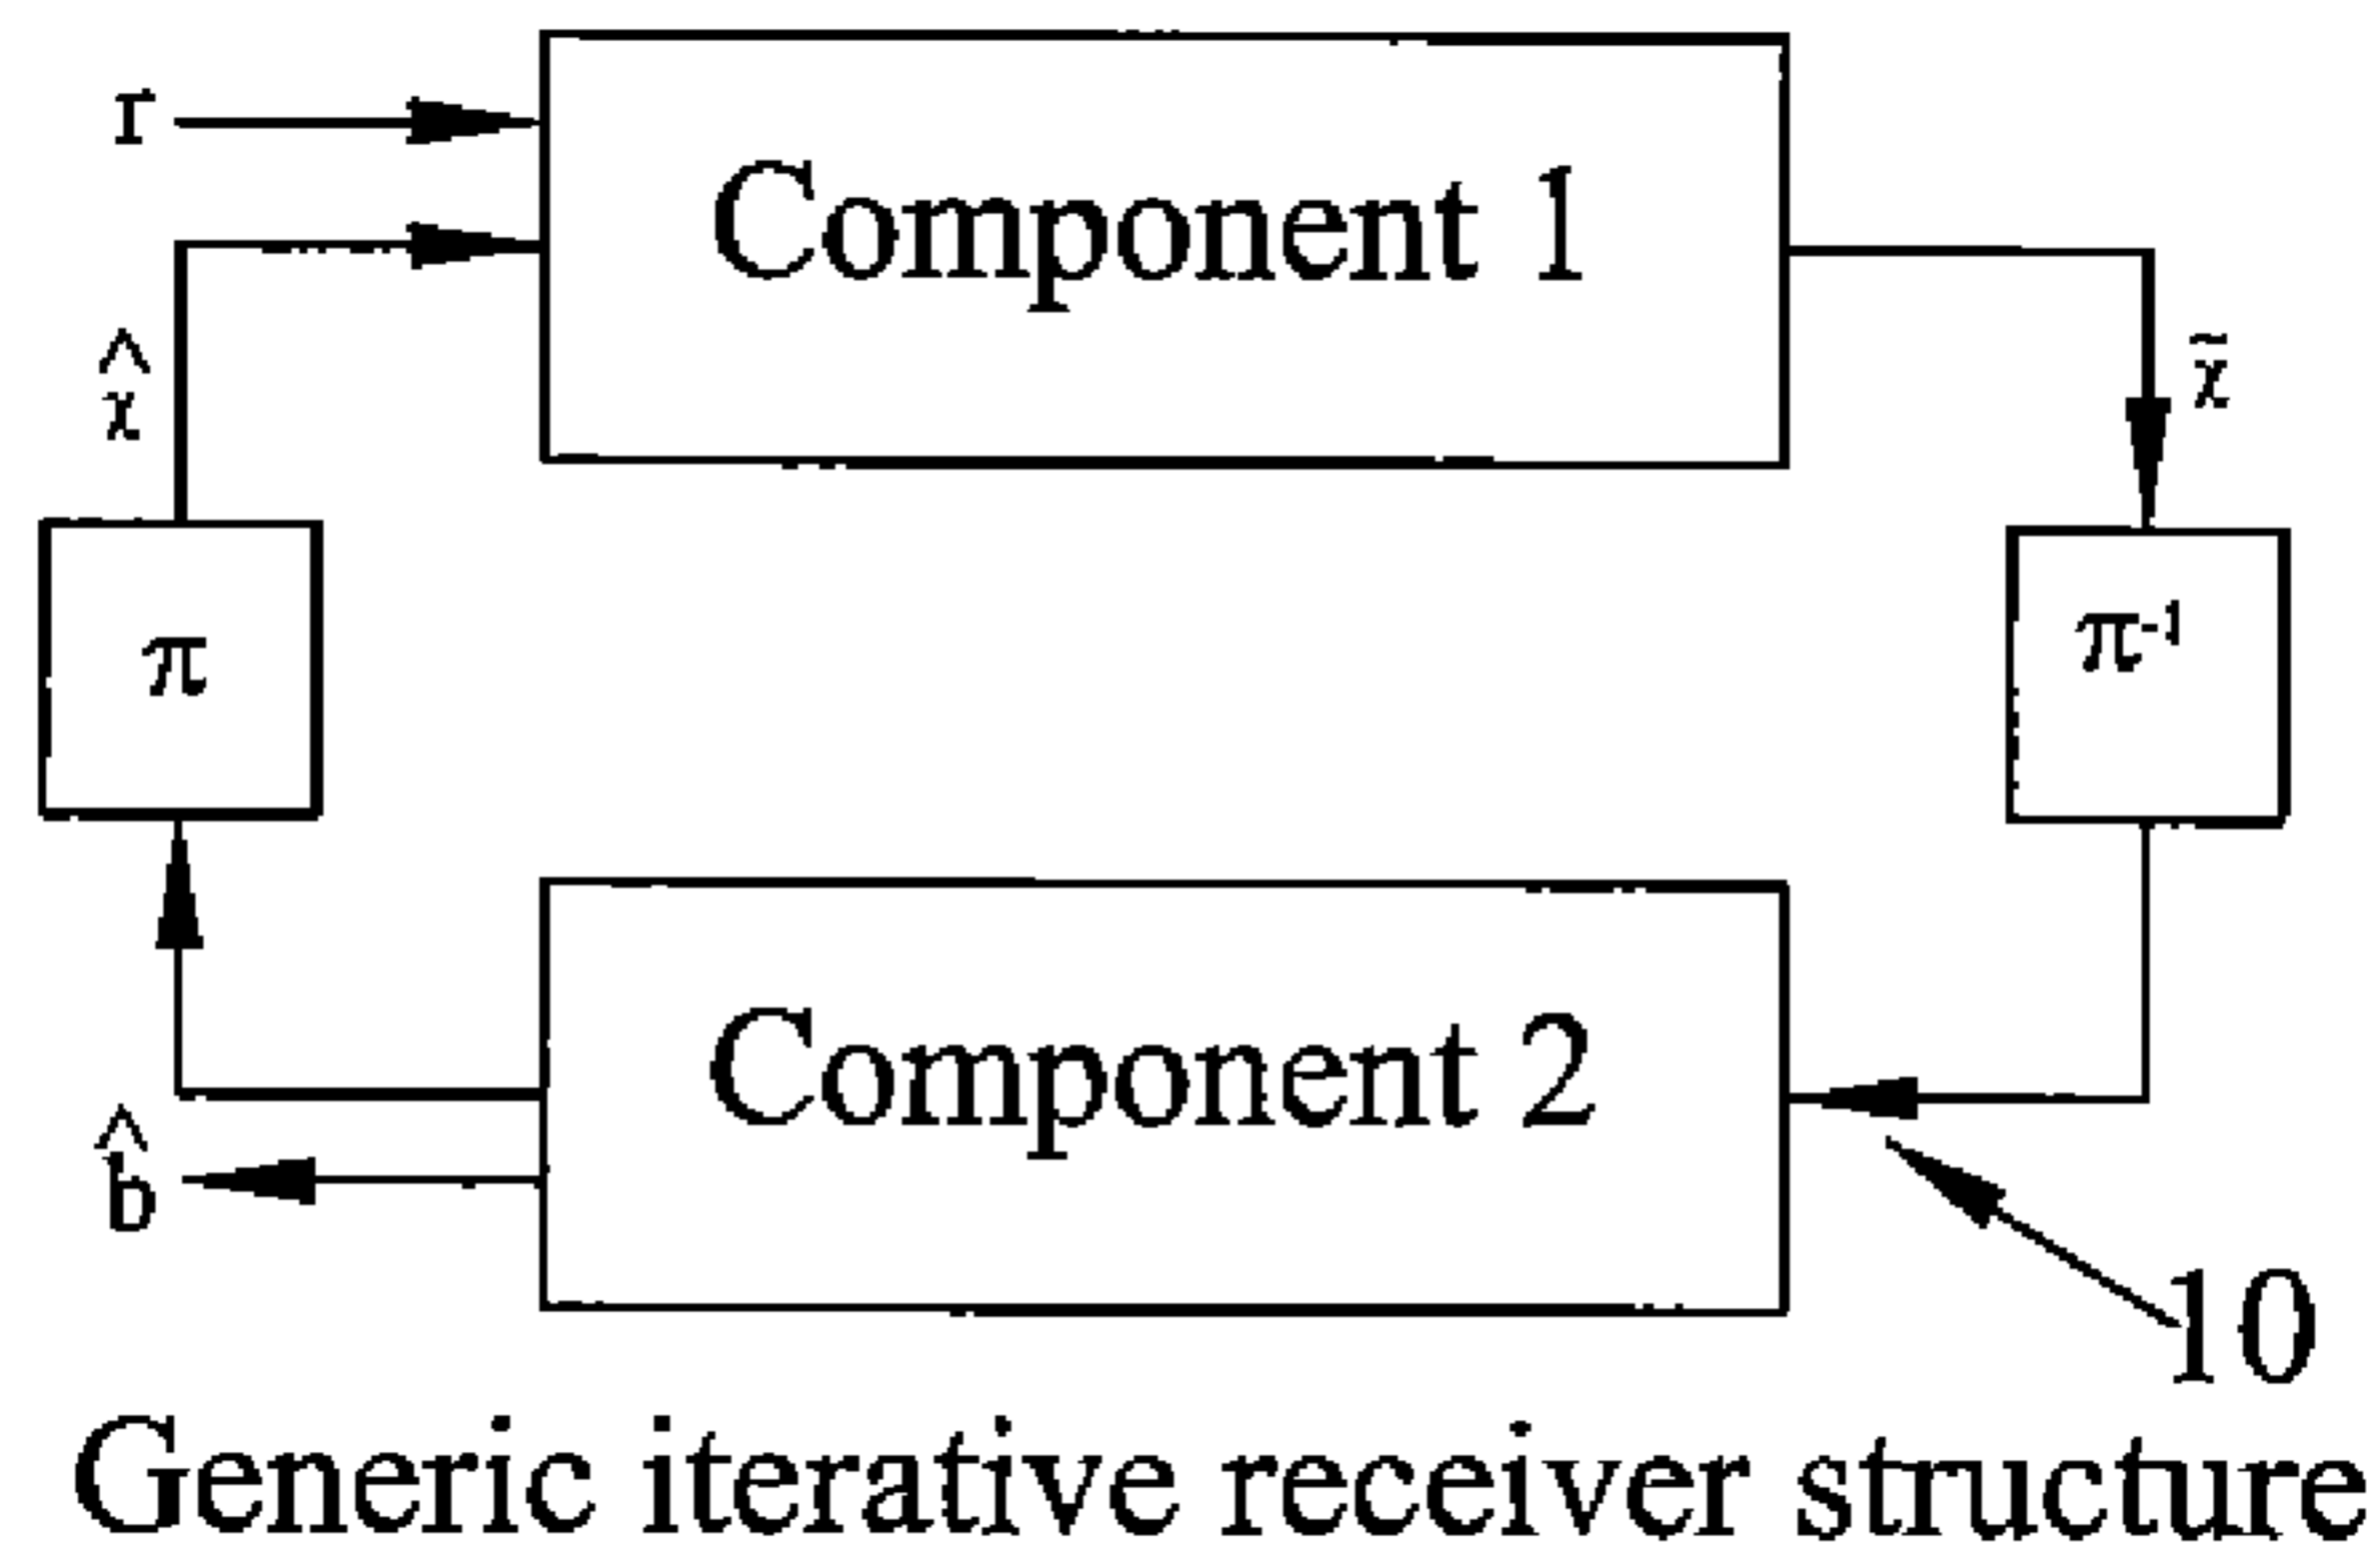 r
Component 1
x̂
x̃
π
π⁻¹
Component 2
b̂
10
Generic iterative receiver structure